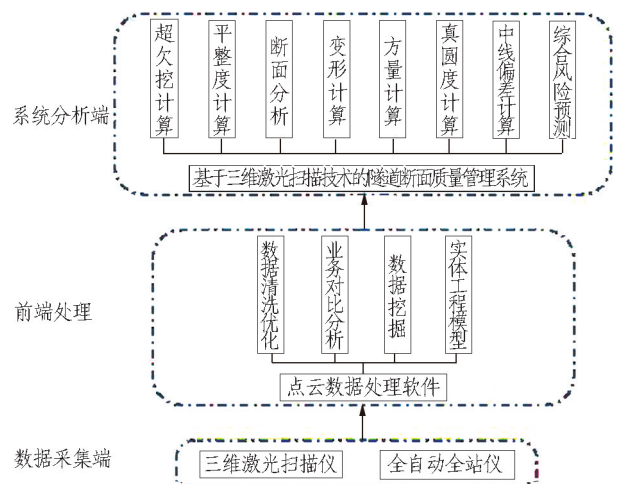 超欠挖计算
平整度计算
断面分析
变形计算
方量计算
真圆度计算
中线偏差计算
综合风险预测
系统分析端
基于三维激光扫描技术的隧道断面质量管理系统
数据清洗优化
业务对比分析
数据挖掘
实体工程模型
前端处理
点云数据处理软件
数据采集端
三维激光扫描仪
全自动全站仪